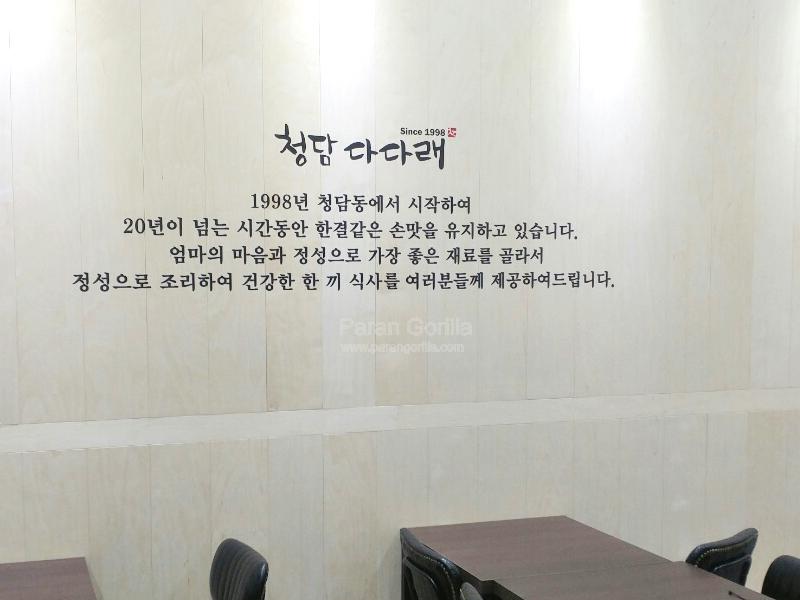 Since 1998
청담 다다래
1998년 청담동에서 시작하여
20년이 넘는 시간동안 한결같은 손맛을 유지하고 있습니다.
엄마의 마음과 정성으로 가장 좋은 재료를 골라서
정성으로 조리하여 건강한 한 끼 식사를 여러분들께 제공하여드립니다.
Paran Gorilla
www.parangorilla.com